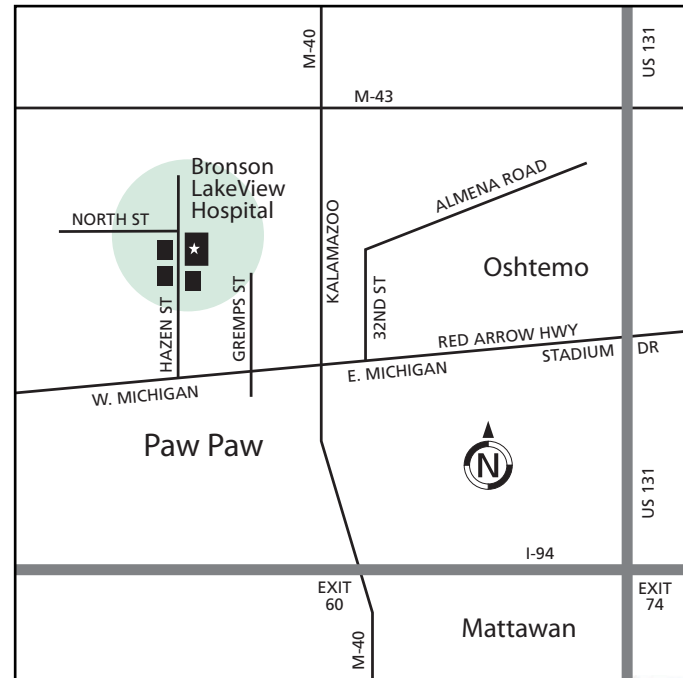 M-40
US 131
M-43
Bronson
LakeView
Hospital
NORTH ST
ALMENA ROAD
KALAMAZOO
Oshtemo
HAZEN ST
GREMPS ST
32ND ST
RED ARROW HWY
STADIUM DR
E. MICHIGAN
W. MICHIGAN
Paw Paw
N
US 131
I-94
EXIT
60
EXIT
74
Mattawan
M-40